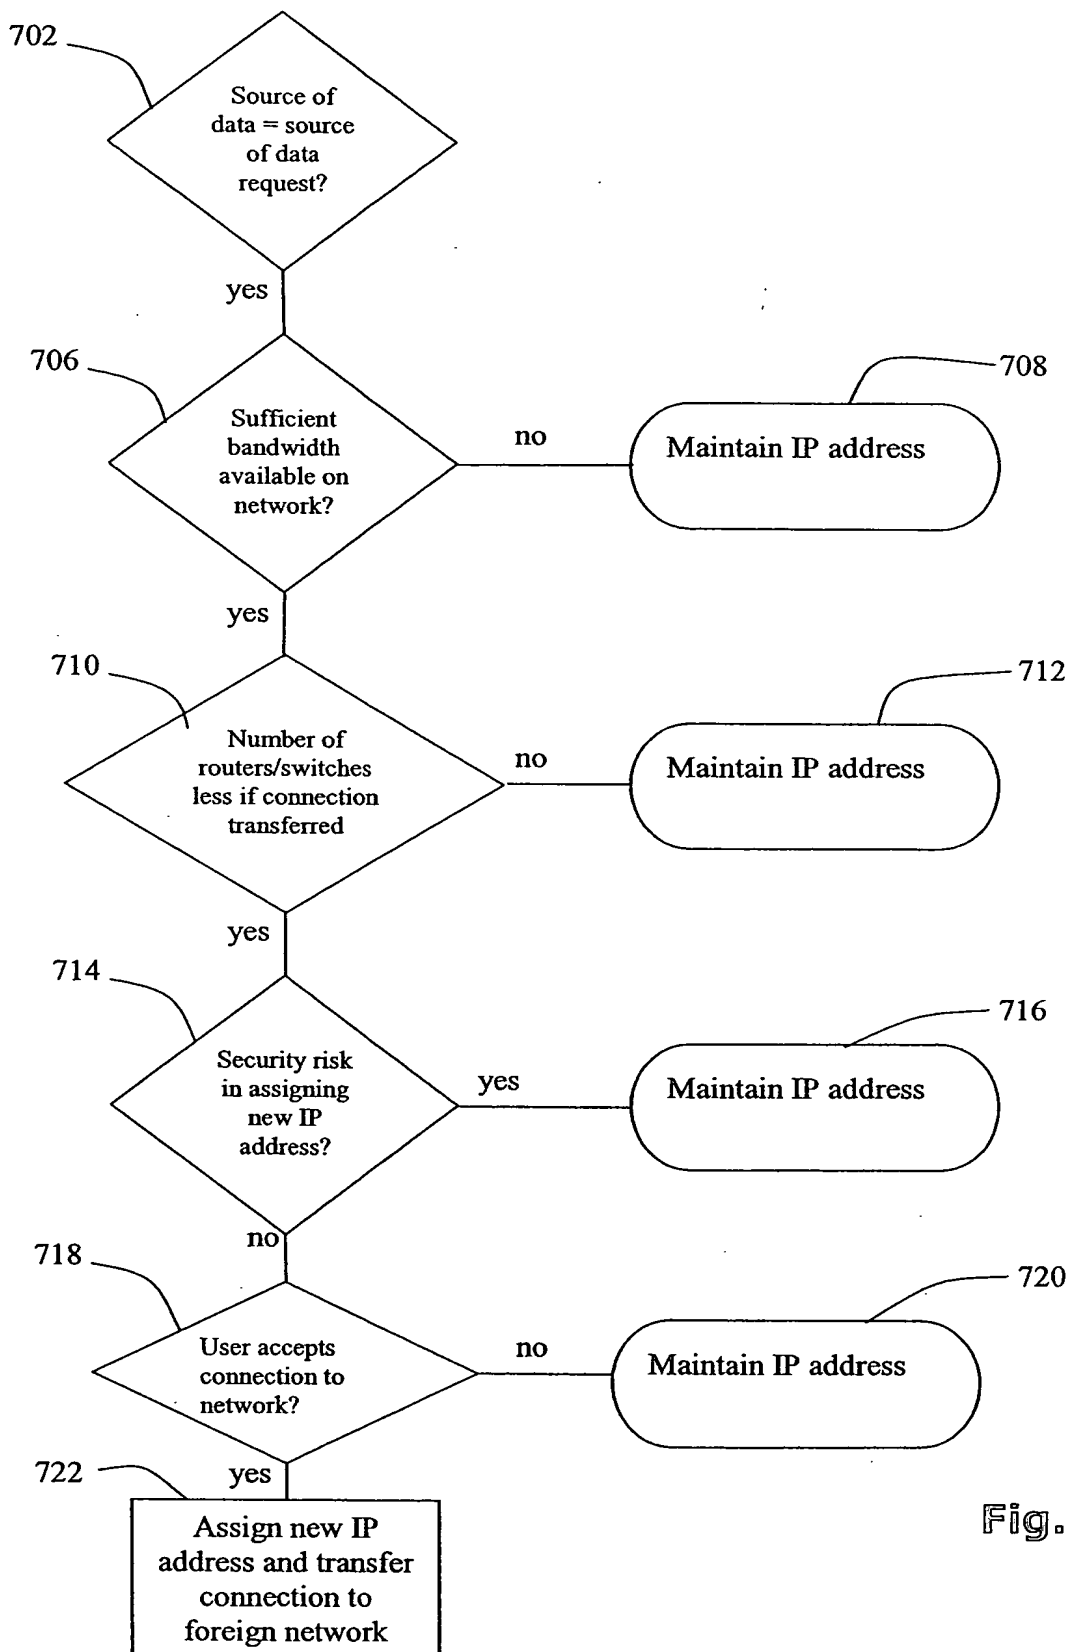 702
Source of
data = source
of data
request?
yes
706
Sufficient
bandwidth
available on
network?
no
708
Maintain IP address
yes
710
Number of
routers/switches
less if connection
transferred
no
712
Maintain IP address
yes
714
Security risk
in assigning
new IP
address?
yes
716
Maintain IP address
no
718
User accepts
connection to
network?
no
720
Maintain IP address
yes
722
Assign new IP
address and transfer
connection to
foreign network
Fig.